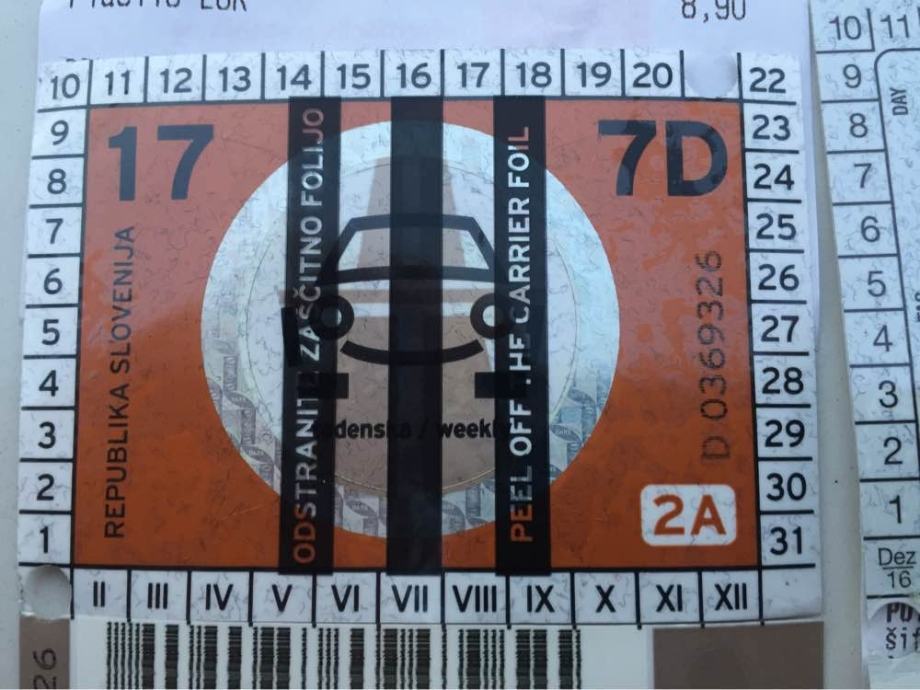 8,90
10 11 12 13 14 15 16 17 18 19 20 22
9 23
8 24
7 25
6 26
5 27
4 28
3 29
2 30
1 31
17
7D
REPUBLIKA SLOVENIJA
ODSTRANITE ZAŠČITNO FOLIJO
PEEL OFF THE CARRIER FOIL
/ weekly
D 0369326
2A
II III IV V VI VII VIII IX X XI XII
26
10 11
9
8
7
6
5
4
3
2
1
DAY
Dez
16